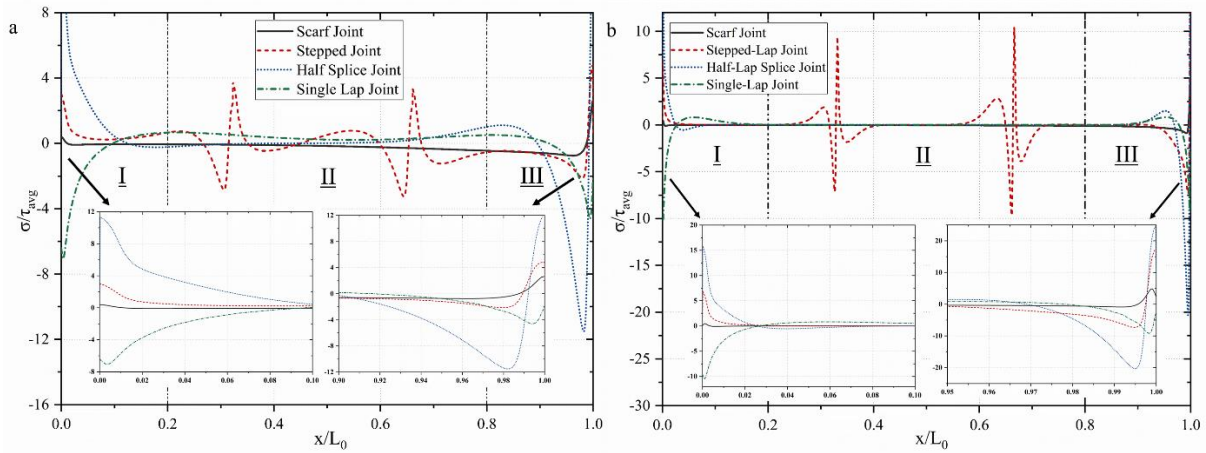 a
8
4
0
-4
-8
-12
-16
σ/τavg
Scarf Joint
Stepped Joint
Half Splice Joint
Single Lap Joint
I
II
III
12
8
4
0
-4
-8
0.00 0.02 0.04 0.06 0.08 0.10
12
8
4
0
-4
-8
-12
0.90 0.92 0.94 0.96 0.98 1.00
0.0 0.2 0.4 0.6 0.8 1.0
x/L0
b
10
5
0
-5
-10
-15
-20
-25
-30
σ/τavg
Scarf Joint
Stepped-Lap Joint
Half-Lap Splice Joint
Single-Lap Joint
I
II
III
20
15
10
5
0
-5
-10
0.00 0.02 0.04 0.06 0.08 0.10
20
10
0
-10
-20
0.95 0.96 0.97 0.98 0.99 1.00
0.0 0.2 0.4 0.6 0.8 1.0
x/L0